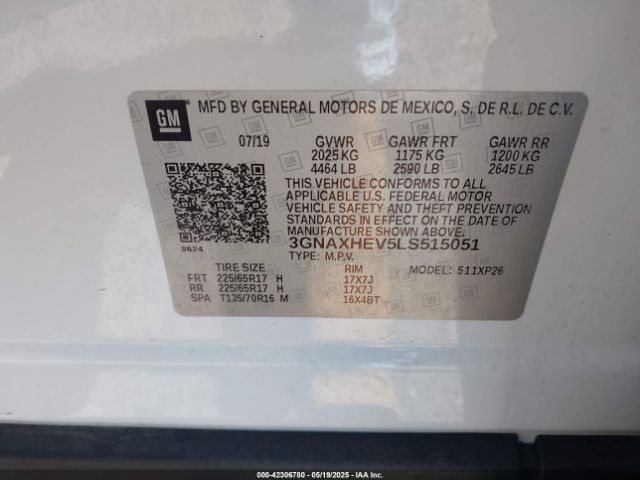 GM MFD BY GENERAL MOTORS DE MEXICO, S. DE R.L. DE C.V.
07/19 GVWR GAWR FRT GAWR RR
2025 KG 1175 KG 1200 KG
4464 LB 2590 LB 2645 LB
THIS VEHICLE CONFORMS TO ALL
APPLICABLE U.S. FEDERAL MOTOR
VEHICLE SAFETY AND THEFT
PREVENTION STANDARDS
IN EFFECT ON THE DATE OF
MANUFACTURE SHOWN ABOVE.
8624 3GNAXHEV5LS515051
TYPE: M.P.V.
TIRE SIZE RIM MODEL: 511XP26
FRT 225/65R17 H 17X7J
RR 225/65R17 H 17X7J
SPA T135/70R16 M 16X4BT
000-42306780 - 05/19/2025 - IAA Inc.